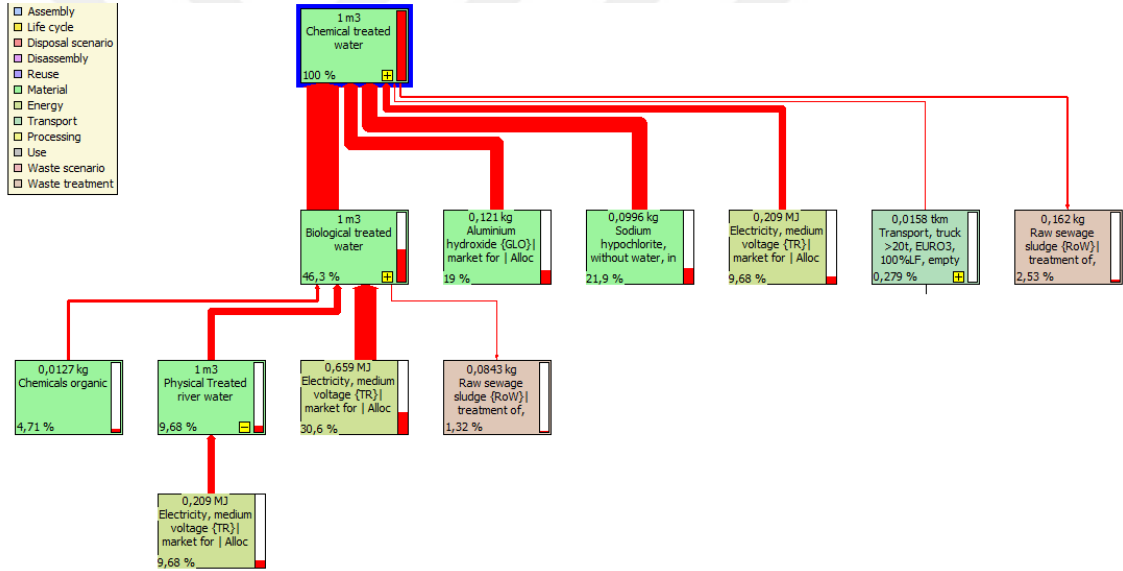 Assembly
Life cycle
Disposal scenario
Disassembly
Reuse
Material
Energy
Transport
Processing
Use
Waste scenario
Waste treatment
1 m3
Chemical treated
water
100 %
1 m3
Biological treated
water
46,3 %
0,121 kg
Aluminium
hydroxide {GLO}|
market for | Alloc
19 %
0,0996 kg
Sodium
hypochlorite,
without water, in
21,9 %
0,209 MJ
Electricity, medium
voltage {TR}|
market for | Alloc
9,68 %
0,0158 tkm
Transport, truck
>20t, EURO3,
100%LF, empty
0,279 %
0,162 kg
Raw sewage
sludge {RoW}|
treatment of,
2,53 %
0,0127 kg
Chemicals organic
4,71 %
1 m3
Physical Treated
river water
9,68 %
0,659 MJ
Electricity, medium
voltage {TR}|
market for | Alloc
30,6 %
0,0843 kg
Raw sewage
sludge {RoW}|
treatment of,
1,32 %
0,209 MJ
Electricity, medium
voltage {TR}|
market for | Alloc
9,68 %